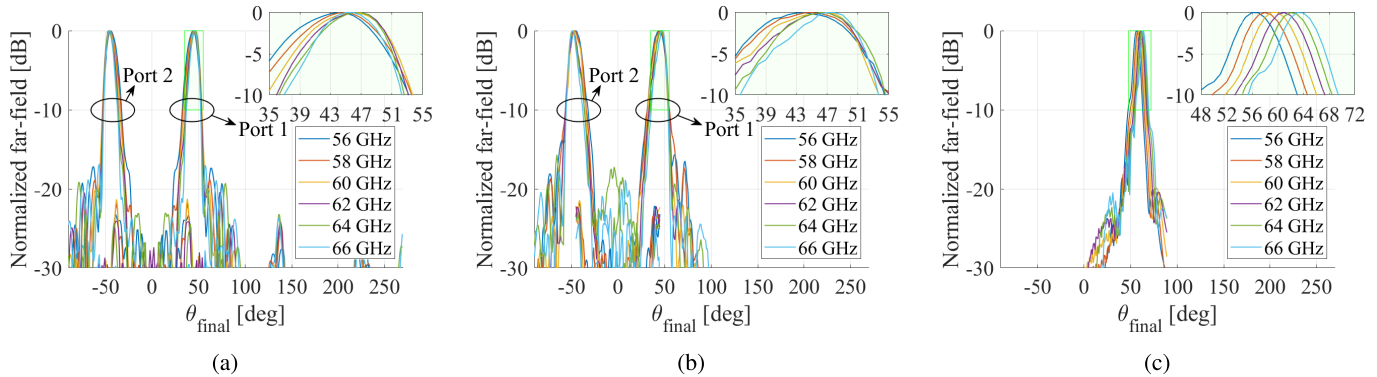 Normalized far-field [dB]
0
-10
-20
-30
-50 0 50 100 150 200 250
θfinal [deg]
Port 2
Port 1
0
-5
-10
35 39 43 47 51 55
56 GHz
58 GHz
60 GHz
62 GHz
64 GHz
66 GHz
(a)
Normalized far-field [dB]
0
-10
-20
-30
-50 0 50 100 150 200 250
θfinal [deg]
Port 2
Port 1
0
-5
-10
35 39 43 47 51 55
56 GHz
58 GHz
60 GHz
62 GHz
64 GHz
66 GHz
(b)
Normalized far-field [dB]
0
-10
-20
-30
-50 0 50 100 150 200 250
θfinal [deg]
0
-5
-10
48 52 56 60 64 68 72
56 GHz
58 GHz
60 GHz
62 GHz
64 GHz
66 GHz
(c)